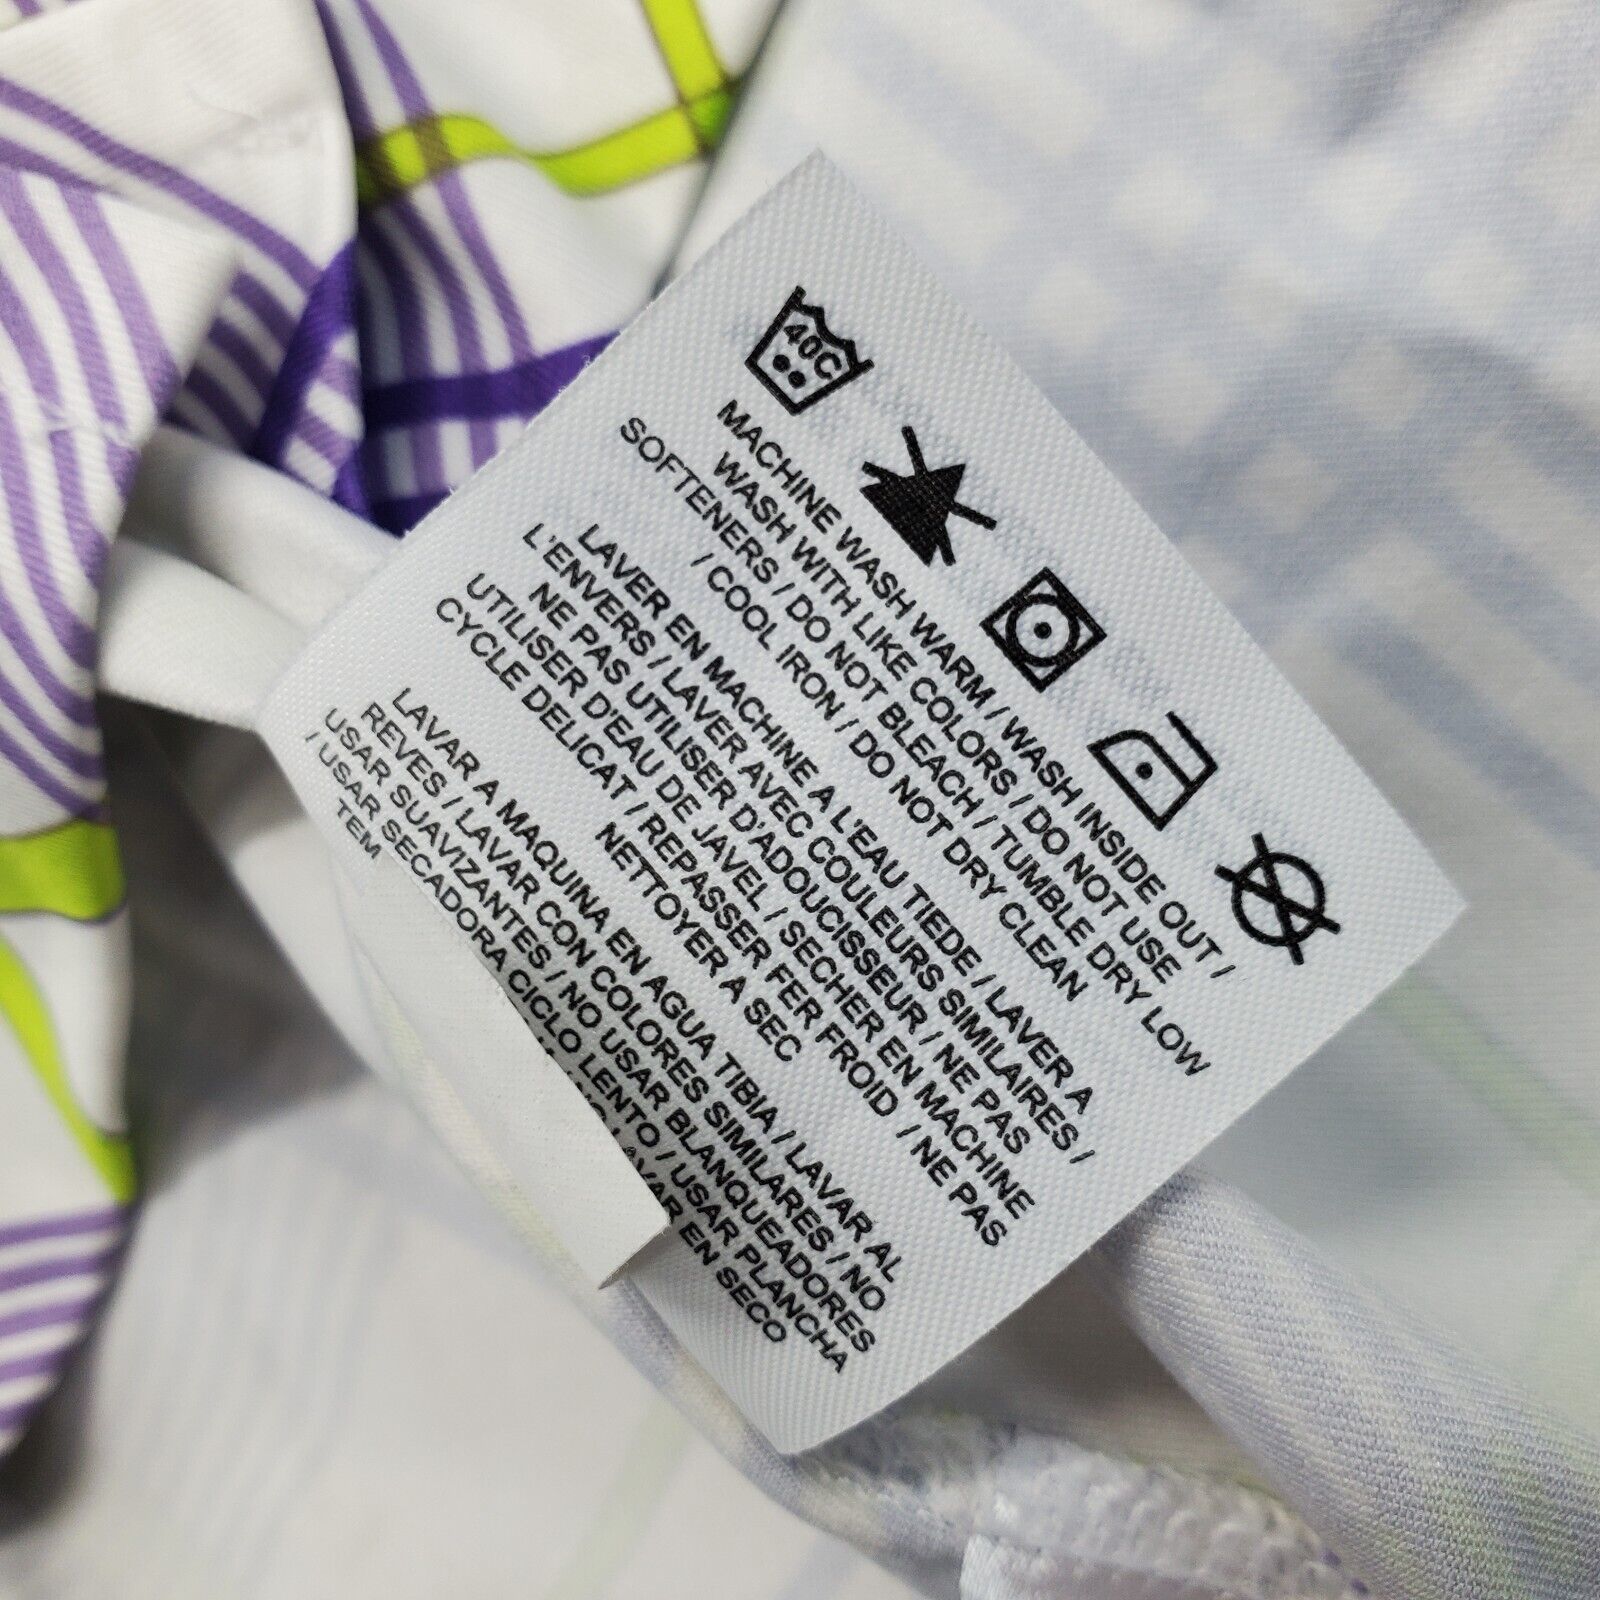 40C
MACHINE WASH WARM / WASH INSIDE OUT /
WASH WITH LIKE COLORS / DO NOT USE
SOFTENERS / DO NOT BLEACH / TUMBLE DRY LOW
/ COOL IRON / DO NOT DRY CLEAN
LAVER EN MACHINE A L'EAU TIEDE / LAVER A
L'ENVERS / LAVER AVEC COULEURS SIMILAIRES /
NE PAS UTILISER D'ADOUCISSEUR / NE PAS
UTILISER D'EAU DE JAVEL / SECHER EN MACHINE
CYCLE DELICAT / REPASSER FER FROID / NE PAS
NETTOYER A SEC
LAVAR A MAQUINA EN AGUA TIBIA / LAVAR AL
REVES / LAVAR CON COLORES SIMILARES / NO
USAR SUAVIZANTES / NO USAR BLANQUEADORES
/ USAR SECADORA CICLO LENTO / USAR PLANCHA
TEM LAVAR EN SECO